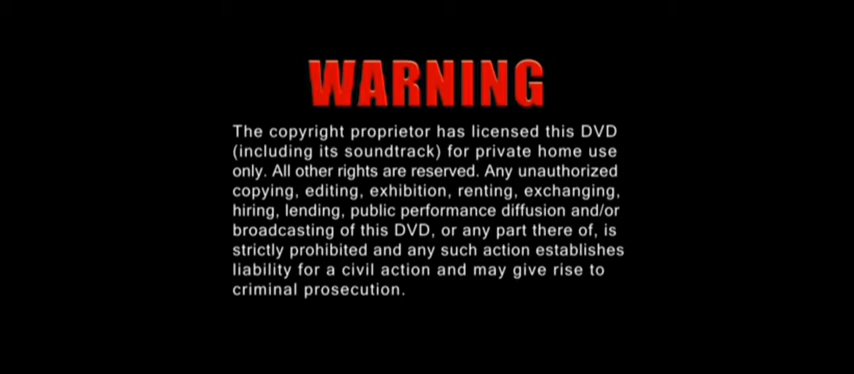 WARNING
The copyright proprietor has licensed this DVD
(including its soundtrack) for private home use
only. All other rights are reserved. Any unauthorized
copying, editing, exhibition, renting, exchanging,
hiring, lending, public performance diffusion and/or
broadcasting of this DVD, or any part there of, is
strictly prohibited and any such action establishes
liability for a civil action and may give rise to
criminal prosecution.